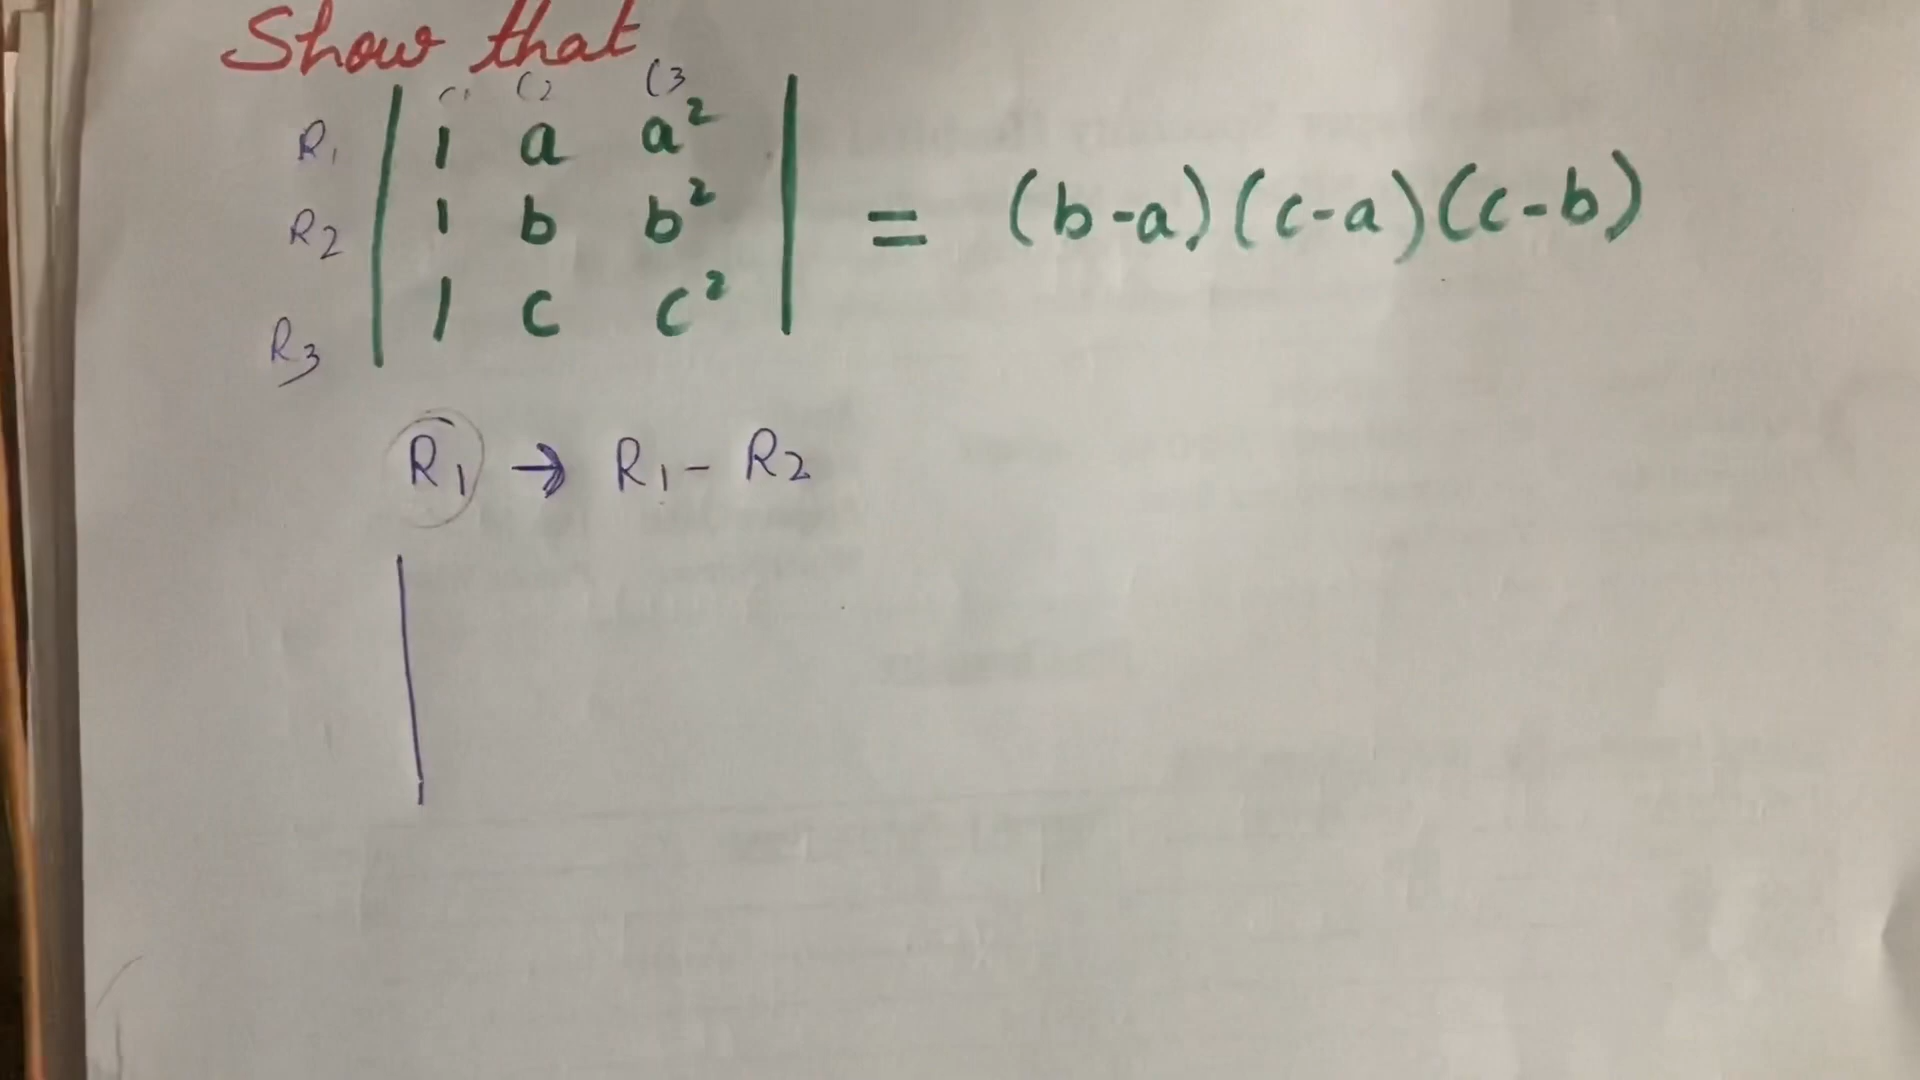 Show that
C1 C2 C3
R1 | 1 a a² |
R2 | 1 b b² | = (b-a)(c-a)(c-b)
R3 | 1 c c² |
R1 → R1 - R2